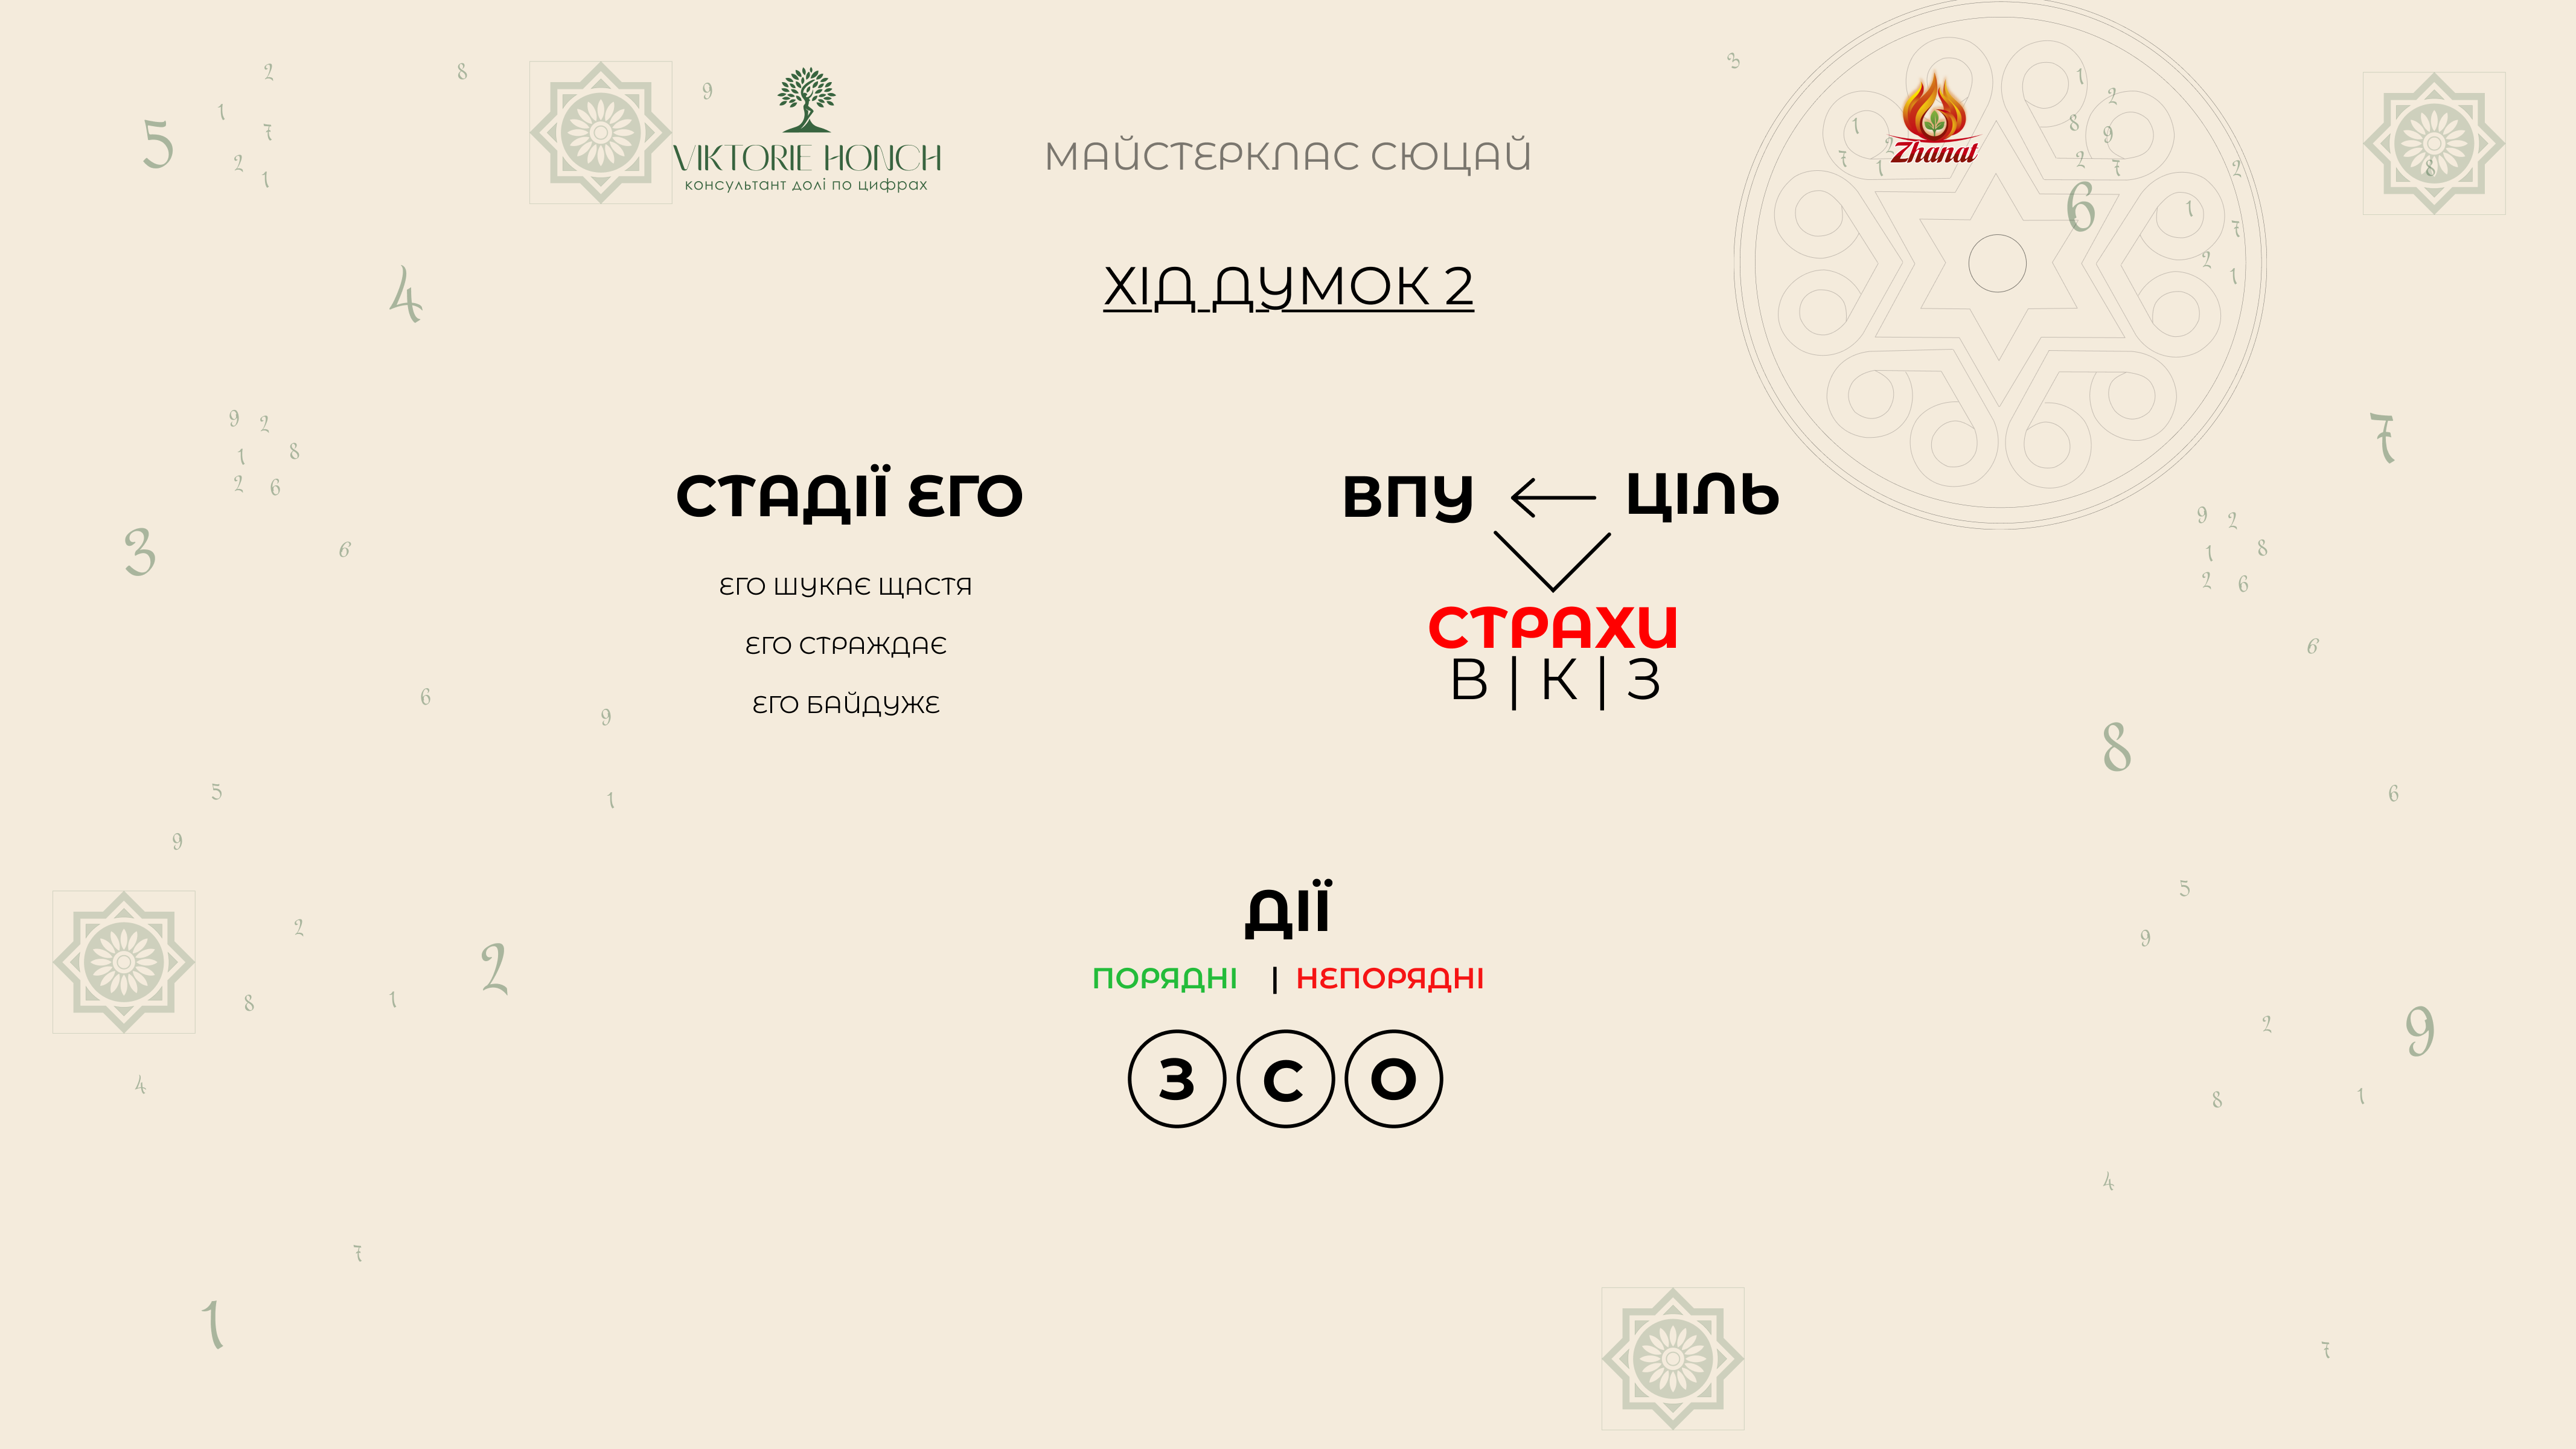 VIKTORIE HONCH
консультант долі по цифрах
МАЙСТЕРКЛАС СЮЦАЙ
Zhanat
ХІД ДУМОК 2
СТАДІЇ ЕГО
ЕГО ШУКАЄ ЩАСТЯ
ЕГО СТРАЖДАЄ
ЕГО БАЙДУЖЕ
ВПУ ← ЦІЛЬ
СТРАХИ
В | К | З
ДІЇ
ПОРЯДНІ | НЕПОРЯДНІ
З С О